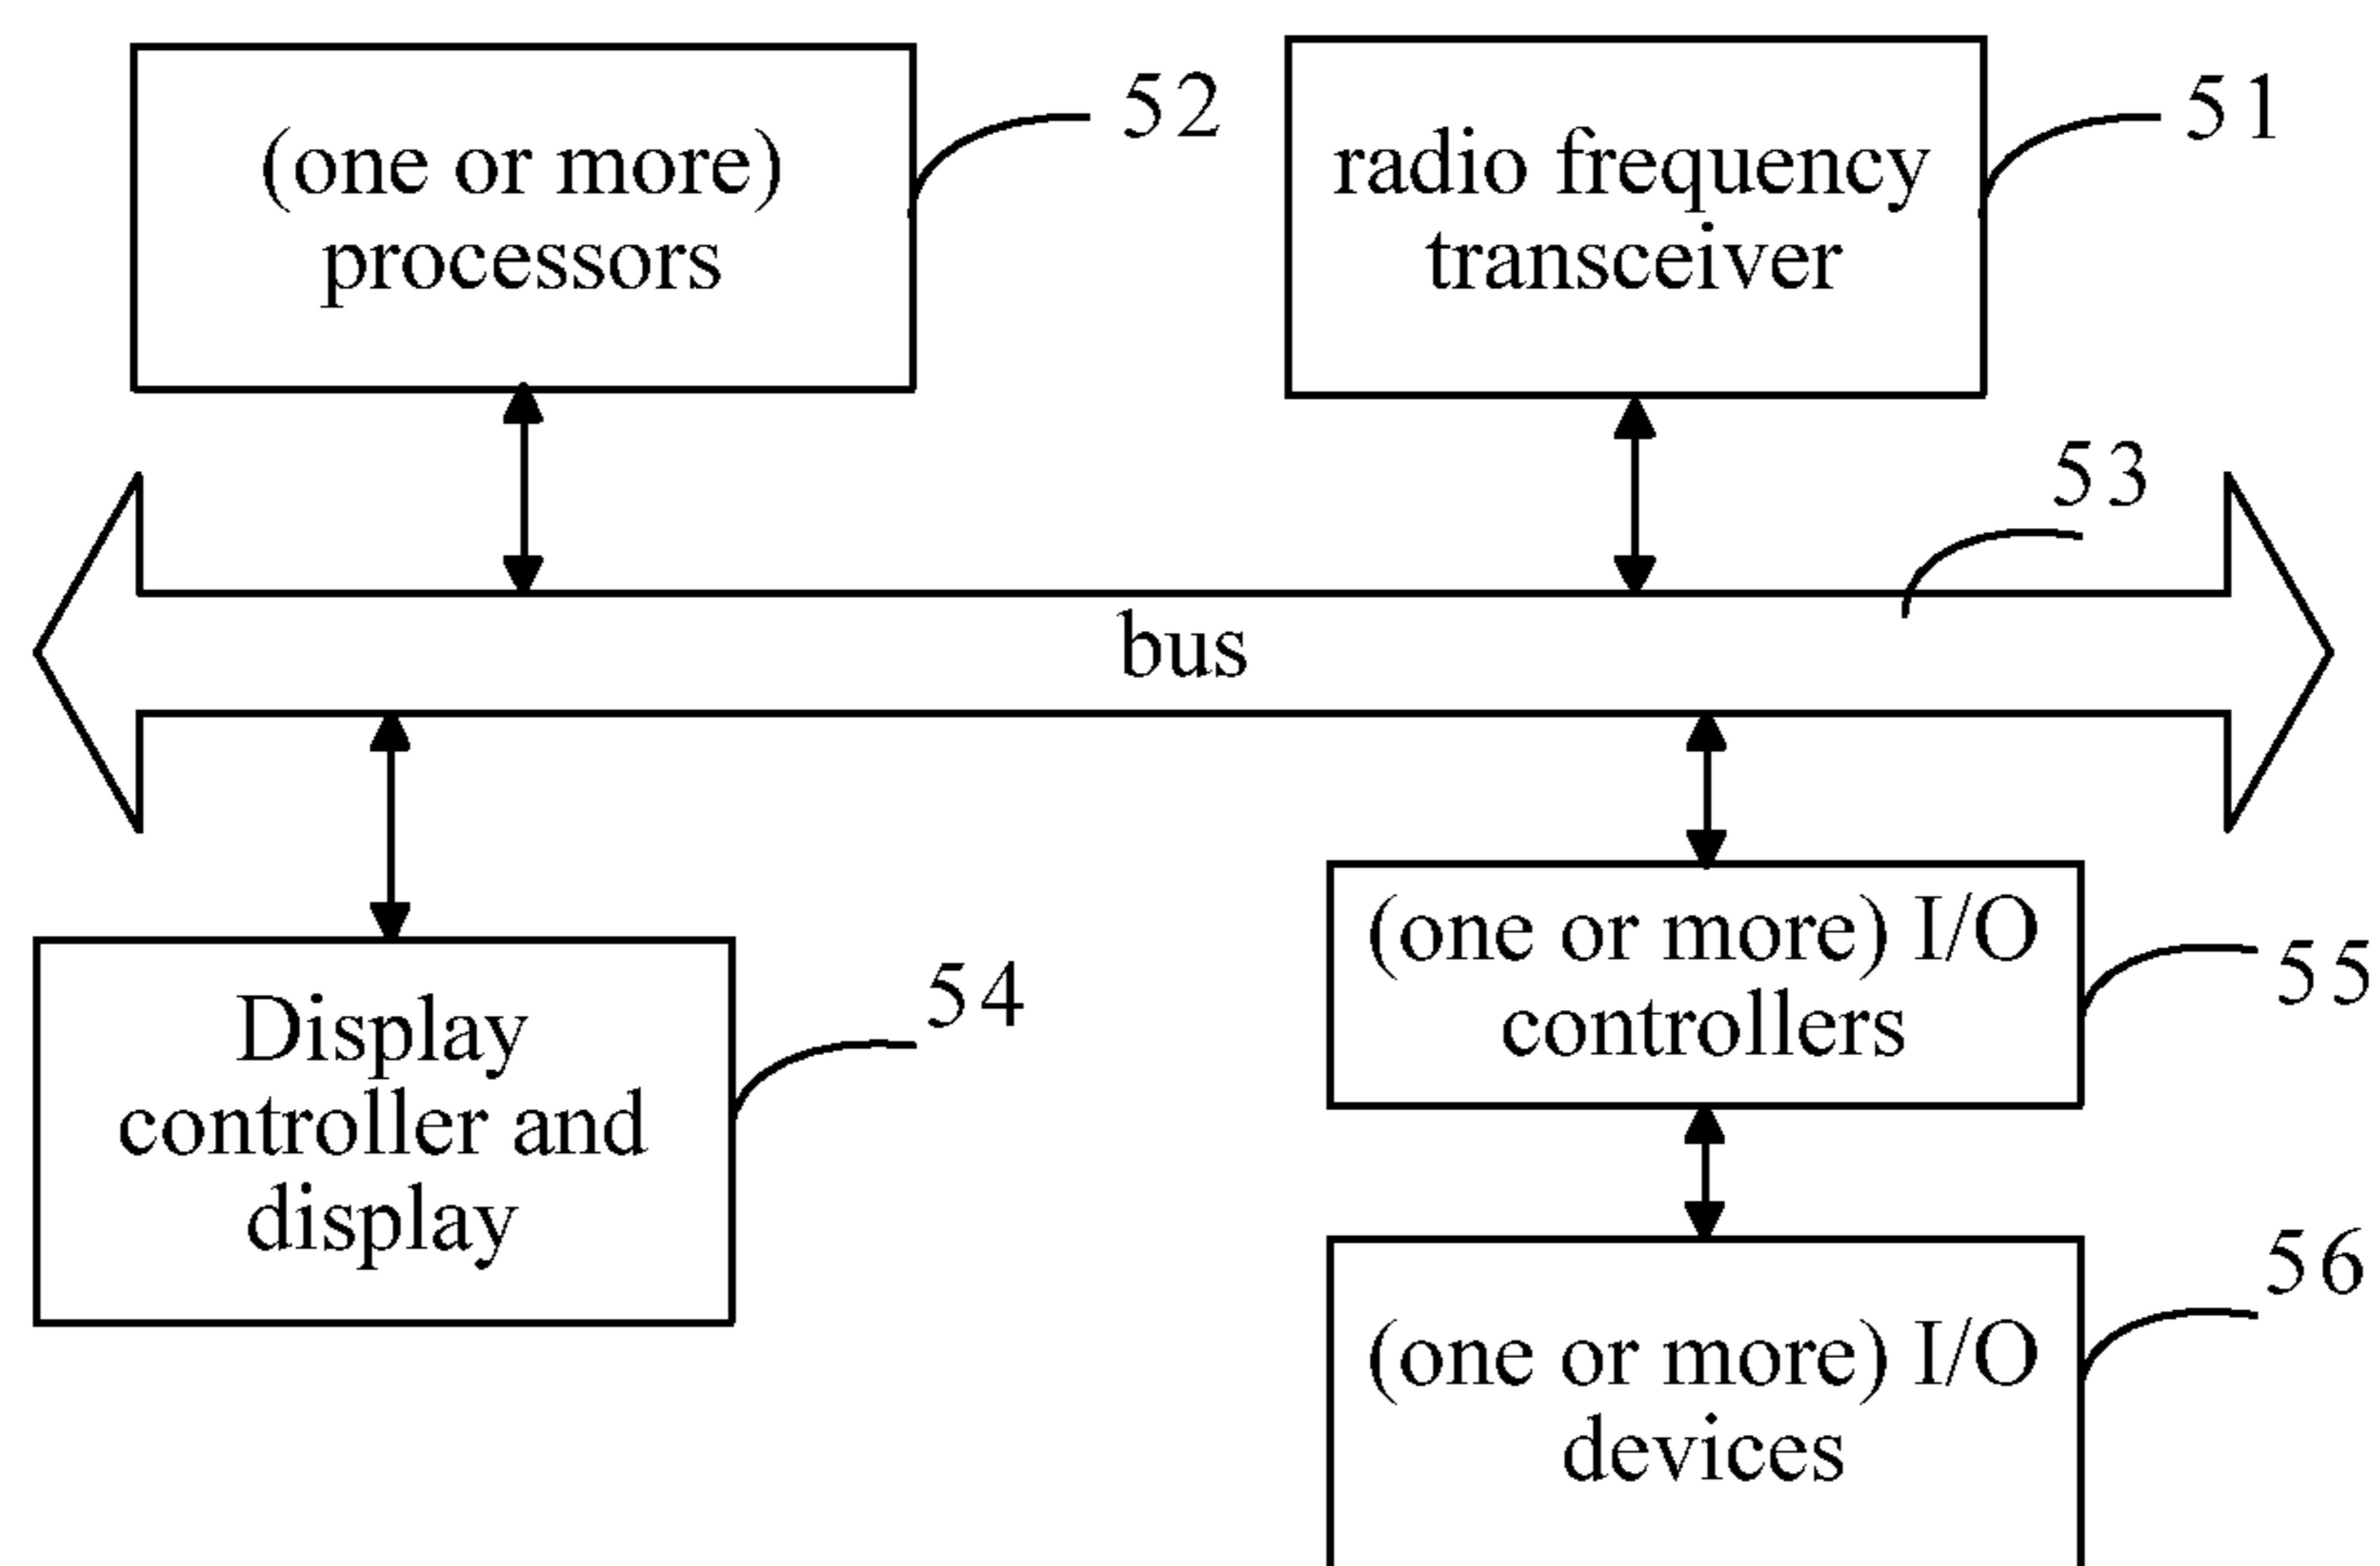 (one or more)
processors
52
radio frequency
transceiver
51
53
bus
Display
controller and
display
54
(one or more) I/O
controllers
55
(one or more) I/O
devices
56